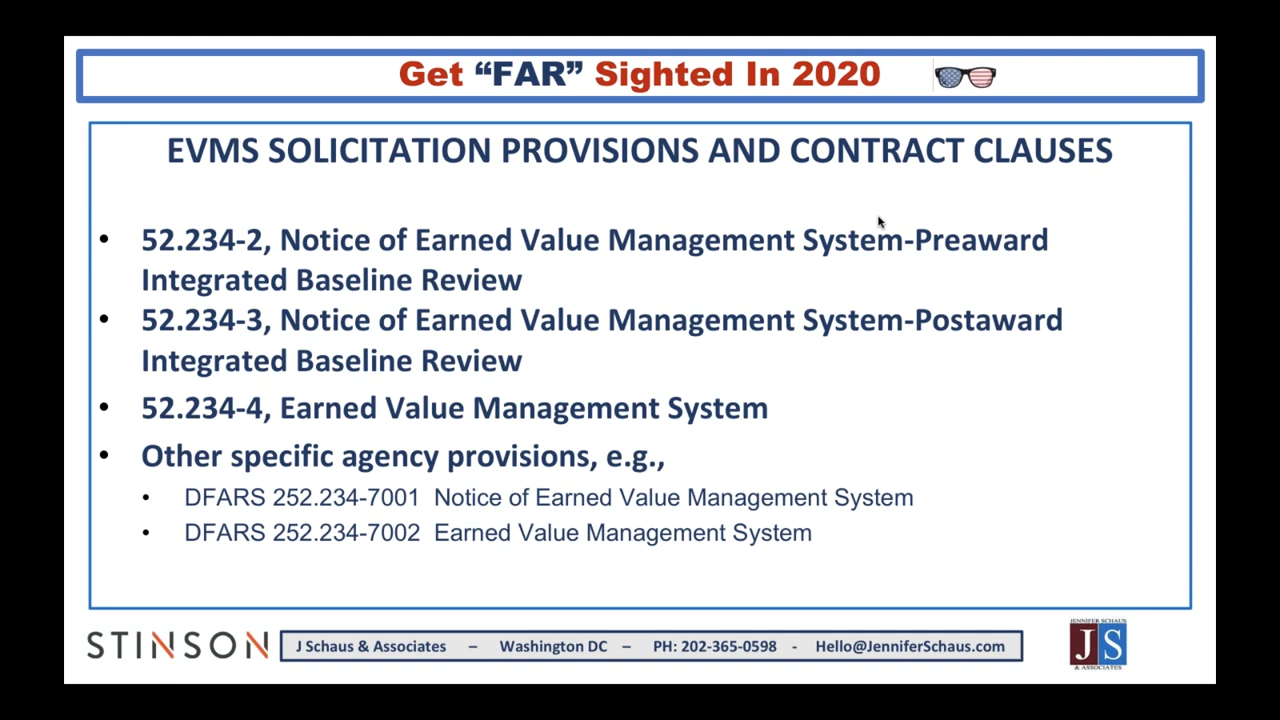 Get “FAR” Sighted In 2020
EVMS SOLICITATION PROVISIONS AND CONTRACT CLAUSES
• 52.234-2, Notice of Earned Value Management System-Preaward
Integrated Baseline Review
• 52.234-3, Notice of Earned Value Management System-Postaward
Integrated Baseline Review
• 52.234-4, Earned Value Management System
• Other specific agency provisions, e.g.,
• DFARS 252.234-7001 Notice of Earned Value Management System
• DFARS 252.234-7002 Earned Value Management System
STINSON
J Schaus & Associates – Washington DC – PH: 202-365-0598 - Hello@JenniferSchaus.com
JENNIFER SCHAUS
JS
& ASSOCIATES